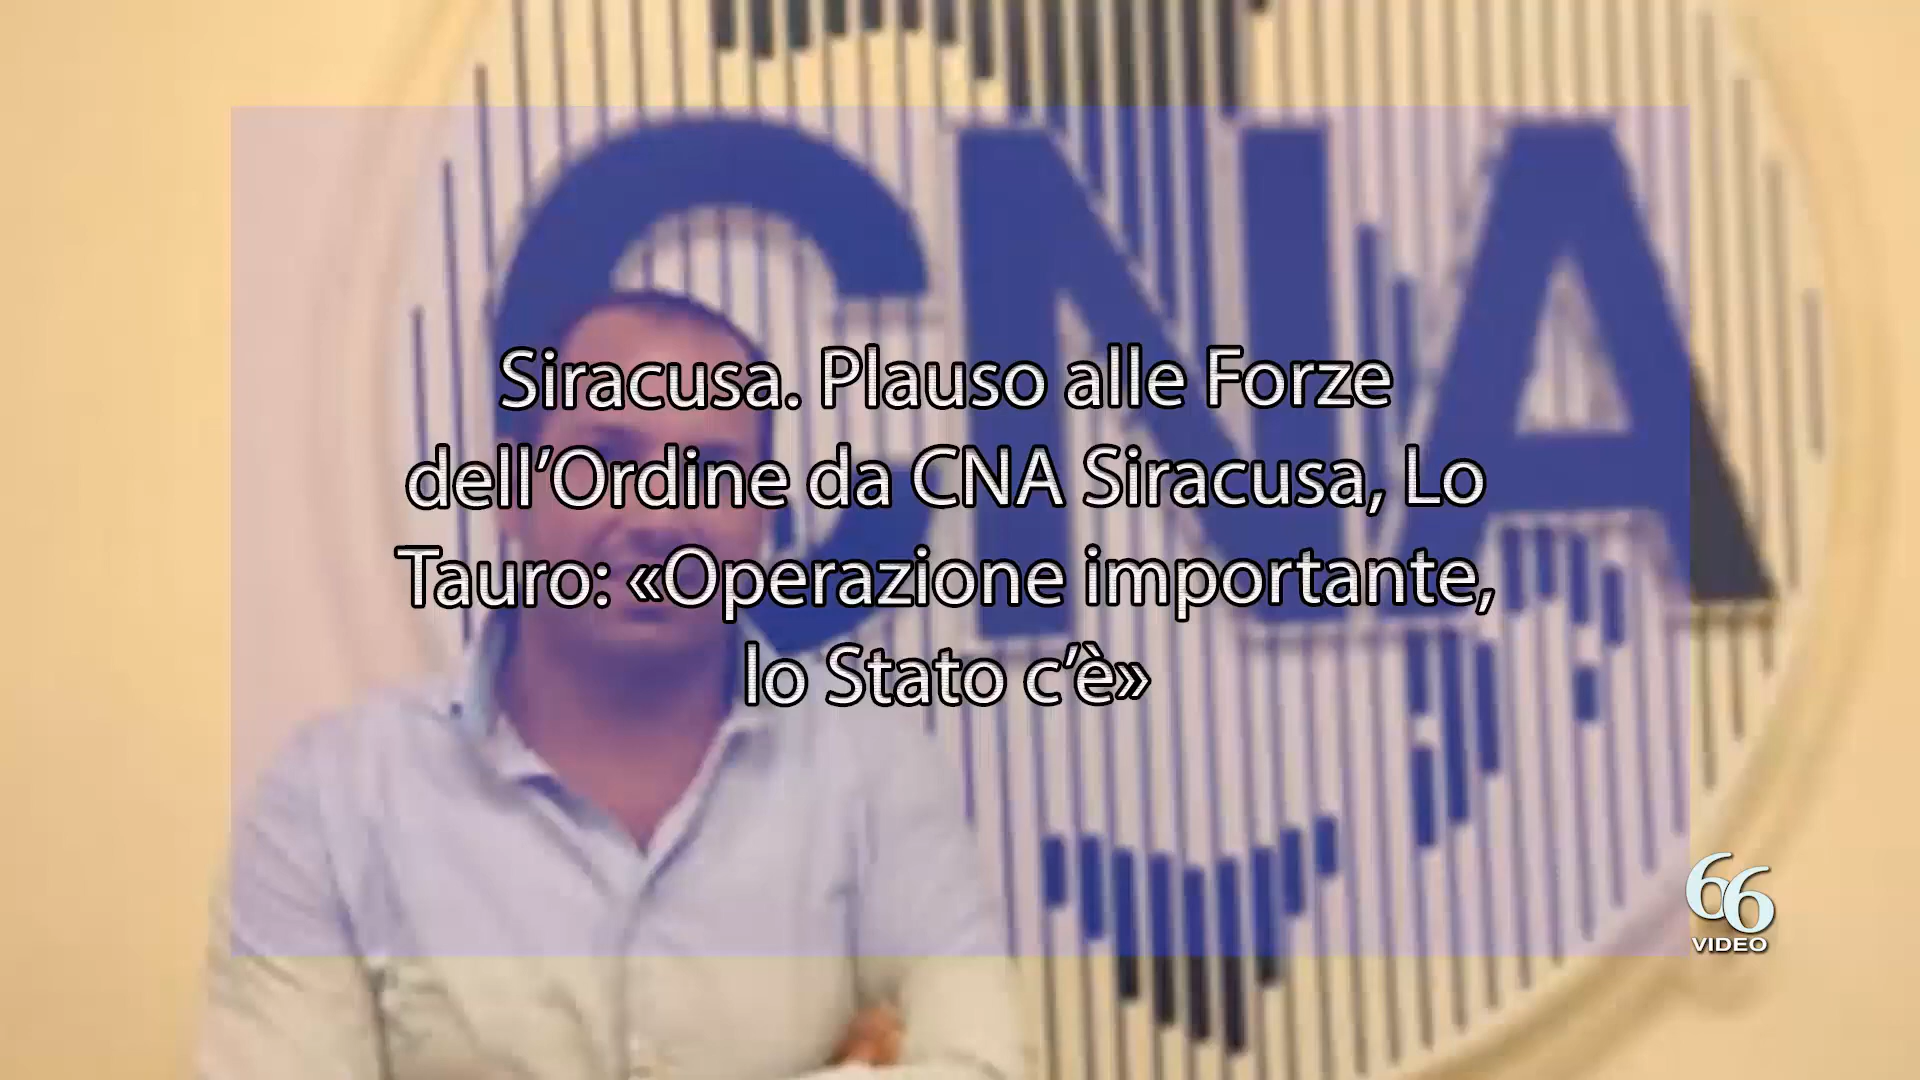 CNA
Siracusa. Plauso alle Forze
dell’Ordine da CNA Siracusa, Lo
Tauro: «Operazione importante,
lo Stato c’è»
66
VIDEO